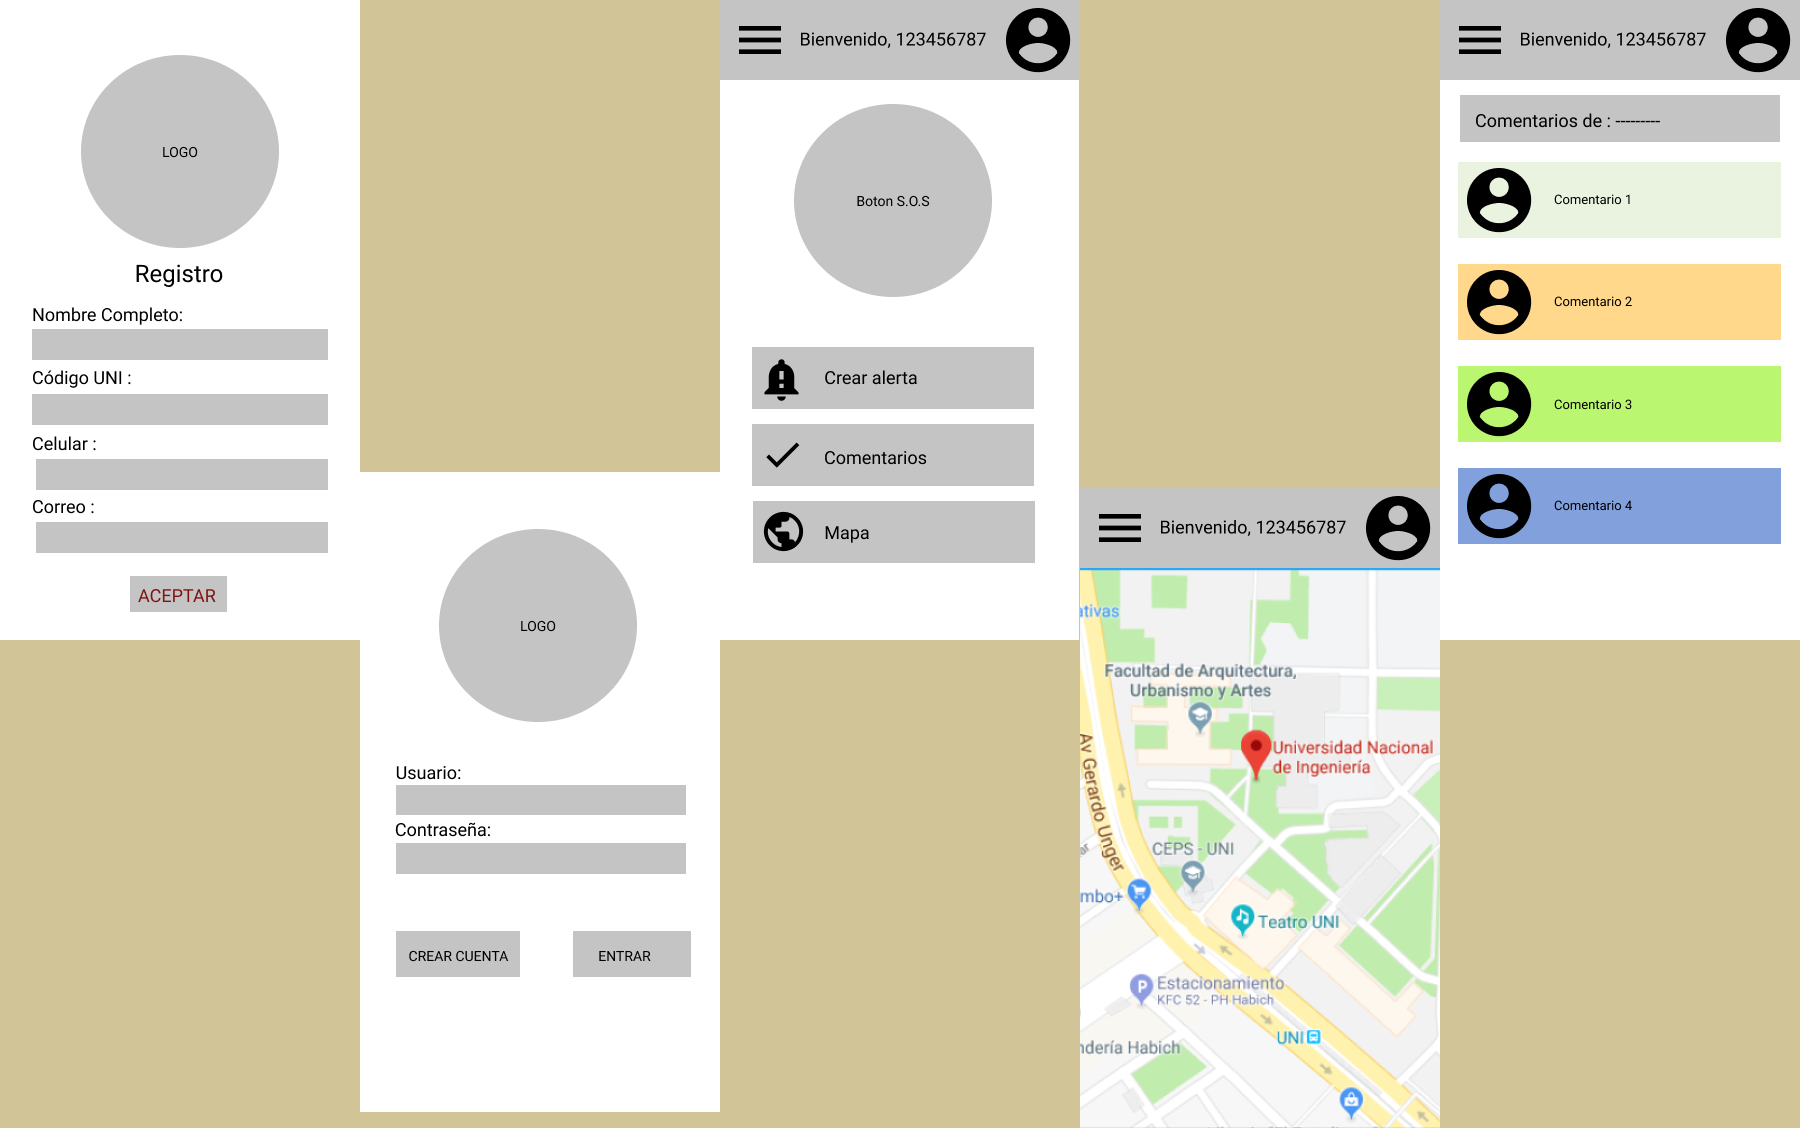 LOGO
Registro
Nombre Completo:
Código UNI :
Celular :
Correo :
ACEPTAR
LOGO
Usuario:
Contraseña:
CREAR CUENTA
ENTRAR
Bienvenido, 123456787
Boton S.O.S
Crear alerta
Comentarios
Mapa
Bienvenido, 123456787
ativas
Facultad de Arquitectura,
Urbanismo y Artes
Universidad Nacional
de Ingeniería
Av Gerardo Unger
CEPS - UNI
mbo+
Teatro UNI
P
Estacionamiento
KFC 52 - PH Habich
UNI
ndería Habich
Bienvenido, 123456787
Comentarios de : ---------
Comentario 1
Comentario 2
Comentario 3
Comentario 4